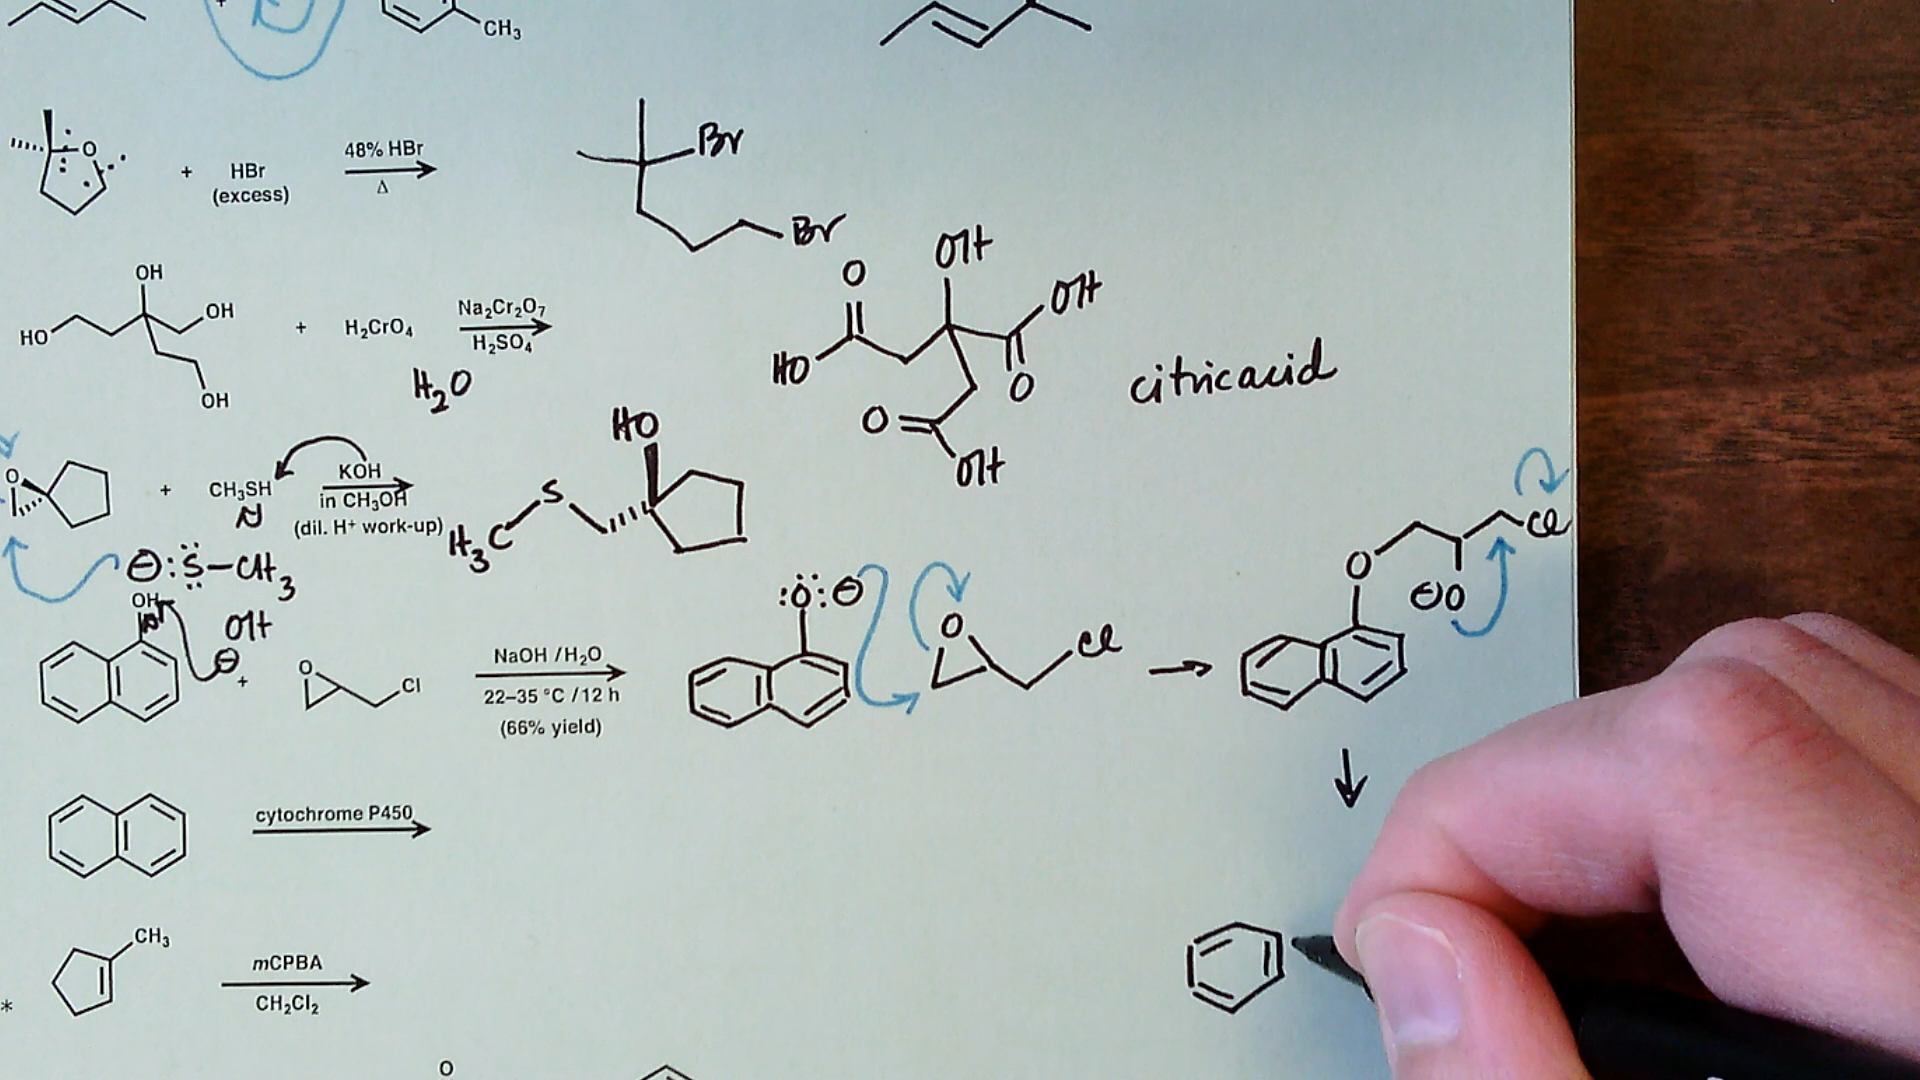 +
CH₃
O
+ HBr (excess) 48% HBr Δ
Br
Br
OH
OH
HO
OH
+ H₂CrO₄ Na₂Cr₂O₇ H₂SO₄
H₂O
O
OH
OH
HO
O
O
OH
citric acid
O
+ CH₃SH KOH in CH₃OH (dil. H⁺ work-up)
HO
S
H₃C
⊖:S̈–CH₃
OH
OH
⊖
+
O
Cl
NaOH / H₂O
22–35 °C / 12 h
(66% yield)
:Ö:⊖
O
Cl
O
Cl
⊖O
cytochrome P450
CH₃
mCPBA
CH₂Cl₂
*
O